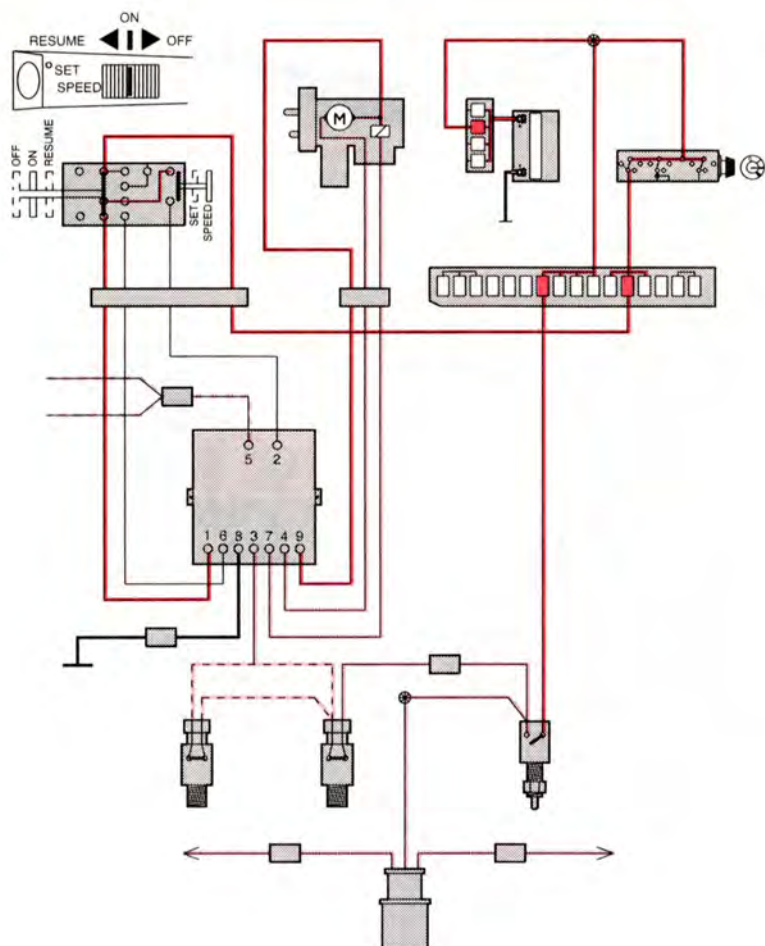 ON
RESUME OFF
SET
SPEED
OFF
ON
RESUME
SET
SPEED
M
5 2
1 6 8 3 7 4 9